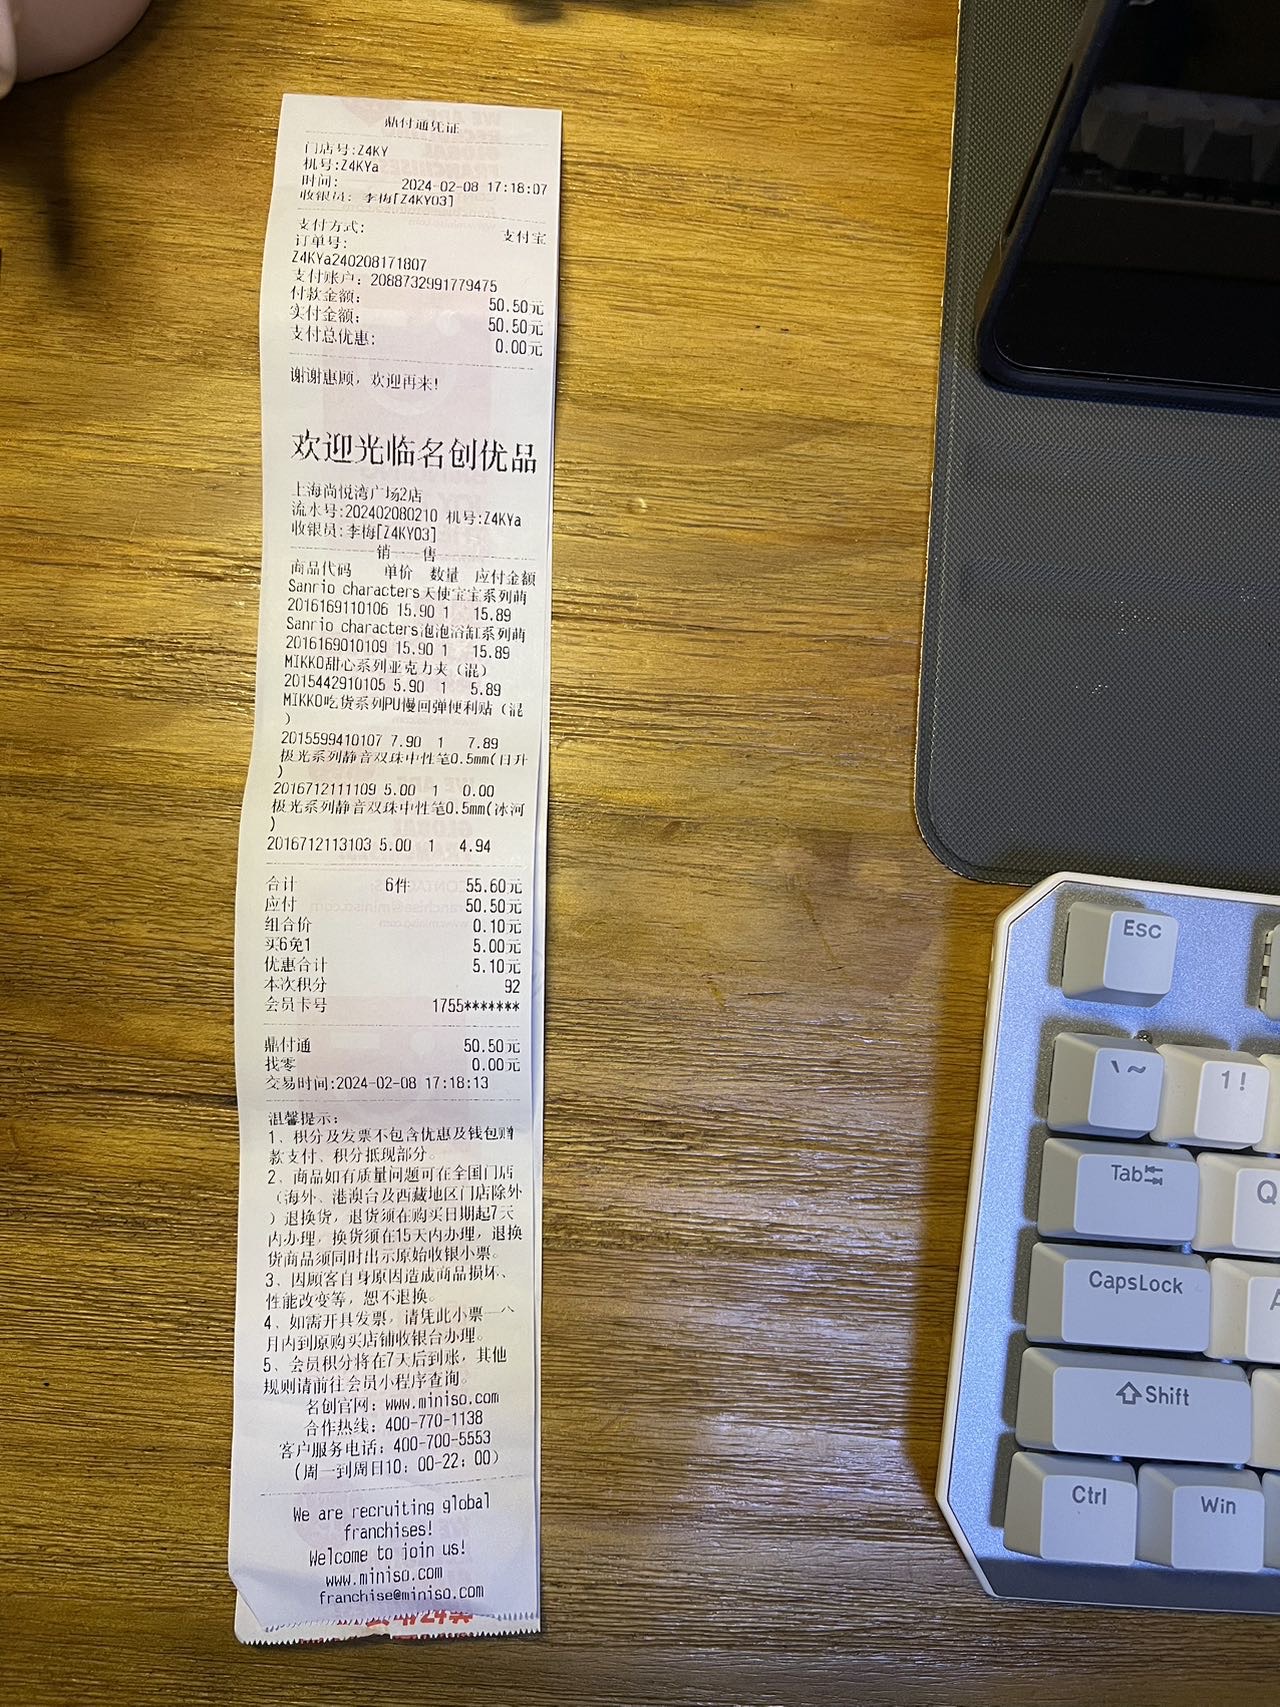 鼎付通凭证
门店号:Z4KY
机号:Z4KYa
时间: 2024-02-08 17:18:07
收银员: 李梅[Z4KY03]
支付方式: 支付宝
订单号:
Z4KYa240208171807
支付账户: 2088732991779475
付款金额: 50.50元
实付金额: 50.50元
支付总优惠: 0.00元
谢谢惠顾，欢迎再来!
欢迎光临名创优品
上海尚悦湾广场2店
流水号:202402080210 机号:Z4KYa
收银员:李梅[Z4KY03]
销 售
商品代码 单价 数量 应付金额
Sanrio characters天使宝宝系列萌
2016169110106 15.90 1 15.89
Sanrio characters泡泡浴缸系列萌
2016169010109 15.90 1 15.89
MIKKO甜心系列亚克力夹（混）
2015442910105 5.90 1 5.89
MIKKO吃货系列PU慢回弹便利贴（混
）
2015599410107 7.90 1 7.89
极光系列静音双珠中性笔0.5mm(日升
)
2016712111109 5.00 1 0.00
极光系列静音双珠中性笔0.5mm(冰河
)
2016712113103 5.00 1 4.94
合计 6件 55.60元
应付 50.50元
组合价 0.10元
买6免1 5.00元
优惠合计 5.10元
本次积分 92
会员卡号 1755*******
鼎付通 50.50元
找零 0.00元
交易时间:2024-02-08 17:18:13
温馨提示:
1、积分及发票不包含优惠及钱包赠
款支付、积分抵现部分。
2、商品如有质量问题可在全国门店
（海外、港澳台及西藏地区门店除外
）退换货，退货须在购买日期起7天
内办理，换货须在15天内办理，退换
货商品须同时出示原始收银小票。
3、因顾客自身原因造成商品损坏、
性能改变等，恕不退换。
4、如需开具发票，请凭此小票一个
月内到原购买店铺收银台办理。
5、会员积分将在7天后到账，其他
规则请前往会员小程序查询。
名创官网: www.miniso.com
合作热线: 400-770-1138
客户服务电话: 400-700-5553
(周一到周日10: 00-22: 00)
We are recruiting global
franchises!
Welcome to join us!
www.miniso.com
franchise@miniso.com
ESC
\ ~
1 !
Tab
Q
CapsLock
A
Shift
Ctrl
Win